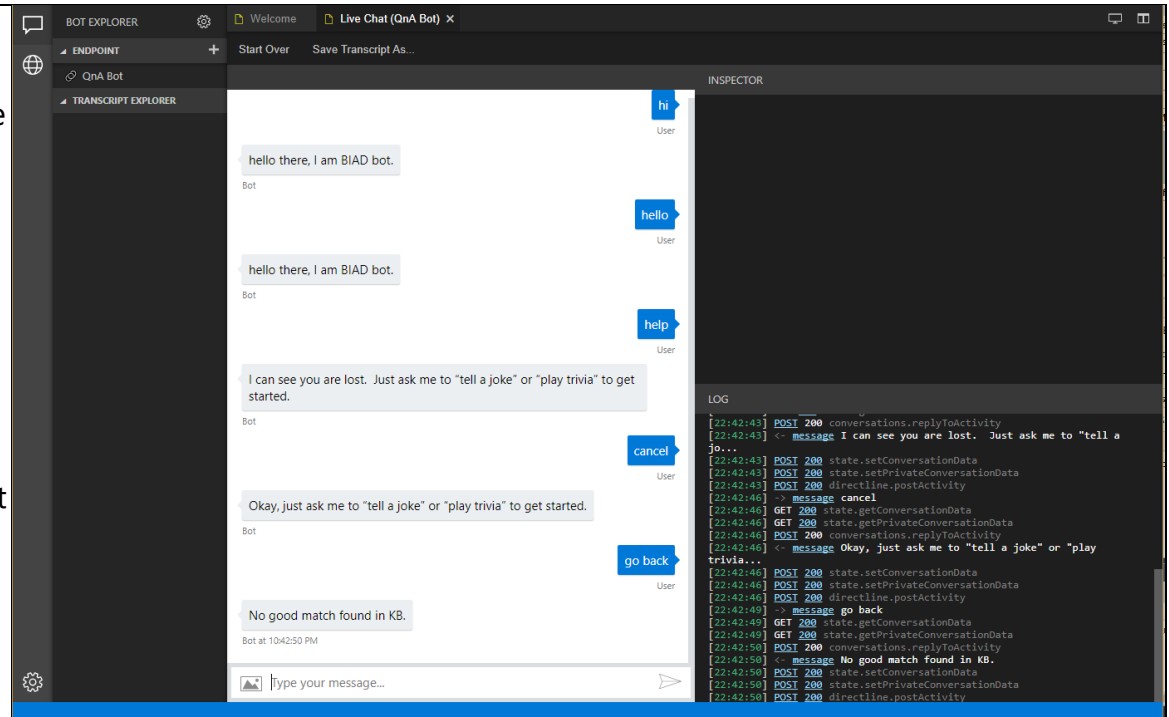 BOT EXPLORER
ENDPOINT
QnA Bot
TRANSCRIPT EXPLORER
Welcome
Live Chat (QnA Bot) ×
Start Over Save Transcript As...
hi
User
hello there, I am BIAD bot.
Bot
hello
User
hello there, I am BIAD bot.
Bot
help
User
I can see you are lost.  Just ask me to “tell a joke” or “play trivia” to get
started.
Bot
cancel
User
Okay, just ask me to “tell a joke” or “play trivia” to get started.
Bot
go back
User
No good match found in KB.
Bot at 10:42:50 PM
Type your message...
INSPECTOR
LOG
[22:42:43] POST 200 conversations.replyToActivity
[22:42:43] <- message I can see you are lost.  Just ask me to "tell a
jo...
[22:42:43] POST 200 state.setConversationData
[22:42:43] POST 200 state.setPrivateConversationData
[22:42:43] POST 200 directline.postActivity
[22:42:46] -> message cancel
[22:42:46] GET 200 state.getConversationData
[22:42:46] GET 200 state.getPrivateConversationData
[22:42:46] POST 200 conversations.replyToActivity
[22:42:46] <- message Okay, just ask me to "tell a joke" or "play
trivia...
[22:42:46] POST 200 state.setConversationData
[22:42:46] POST 200 state.setPrivateConversationData
[22:42:46] POST 200 directline.postActivity
[22:42:49] -> message go back
[22:42:49] GET 200 state.getConversationData
[22:42:49] GET 200 state.getPrivateConversationData
[22:42:50] POST 200 conversations.replyToActivity
[22:42:50] <- message No good match found in KB.
[22:42:50] POST 200 state.setConversationData
[22:42:50] POST 200 state.setPrivateConversationData
[22:42:50] POST 200 directline.postActivity